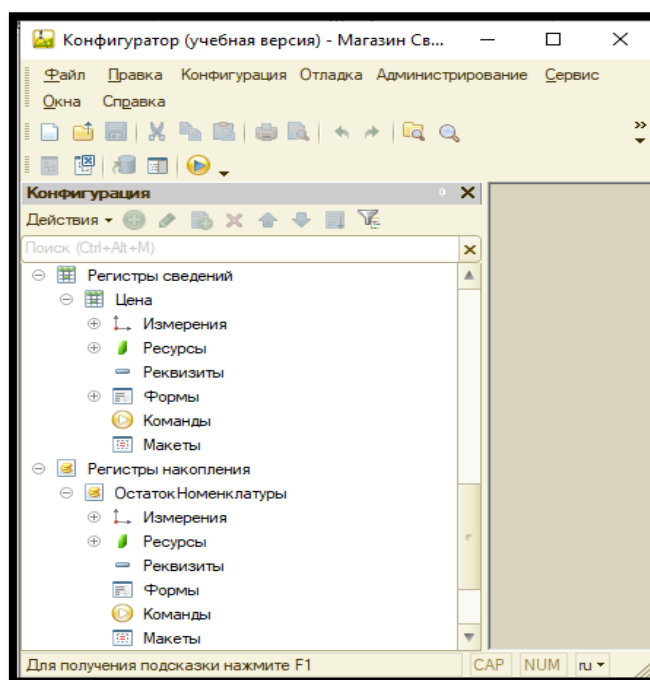 Конфигуратор (учебная версия) - Магазин Св...
Файл Правка Конфигурация Отладка Администрирование Сервис
Окна Справка
Конфигурация
Действия
Поиск (Ctrl+Alt+M)
Регистры сведений
Цена
Измерения
Ресурсы
Реквизиты
Формы
Команды
Макеты
Регистры накопления
ОстатокНоменклатуры
Измерения
Ресурсы
Реквизиты
Формы
Команды
Макеты
Для получения подсказки нажмите F1 CAP NUM ru